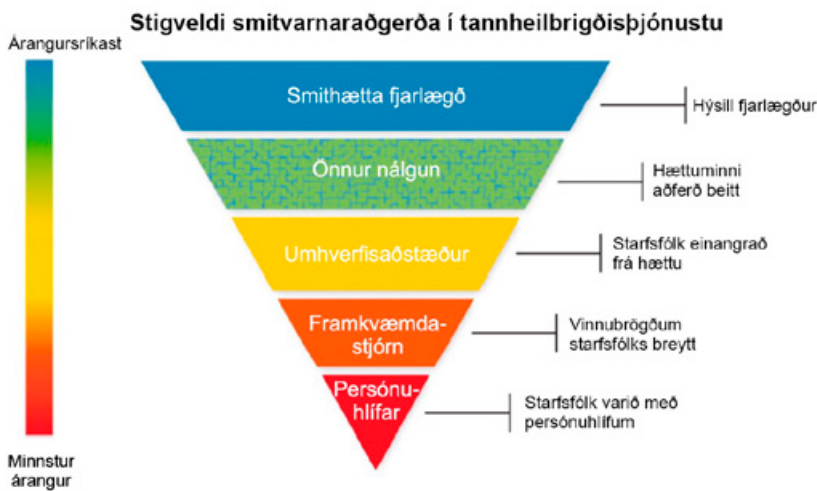 Stigveldi smitvarnaraðgerða í tannheilbrigðisþjónustu
Árangursríkast
Smithætta fjarlægð
Hýsill fjarlægður
Önnur nálgun
Hættuminni
aðferð beitt
Umhverfisaðstæður
Starfsfólk einangrað
frá hættu
Framkvæmda-
stjórn
Vinnubrögðum
starfsfólks breytt
Persónu-
hlífar
Starfsfólk varið með
persónuhlífum
Minnstur
árangur